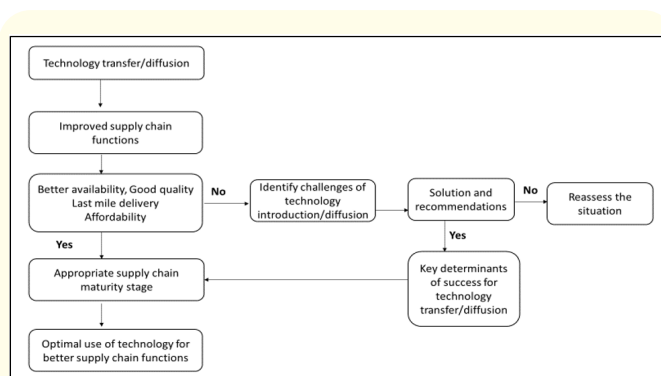 Technology transfer/diffusion
Improved supply chain
functions
Better availability, Good quality
Last mile delivery
Affordability
No
Identify challenges of
technology
introduction/diffusion
Solution and
recommendations
No
Reassess the
situation
Yes
Yes
Appropriate supply chain
maturity stage
Key determinants
of success for
technology
transfer/diffusion
Optimal use of technology for
better supply chain functions